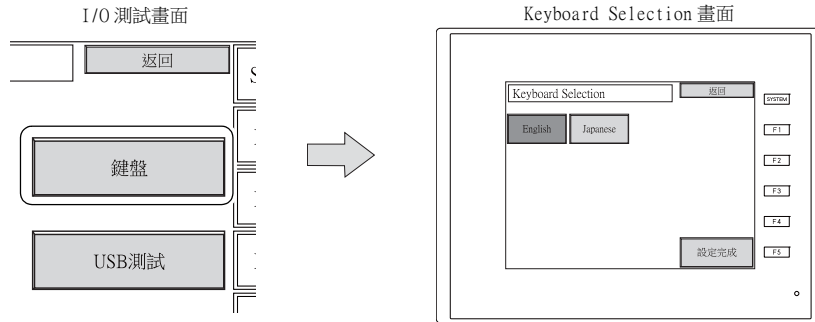 I/O 測試畫面
返回
鍵盤
USB測試
Keyboard Selection 畫面
Keyboard Selection
返回
English
Japanese
設定完成
SYSTEM
F1
F2
F3
F4
F5